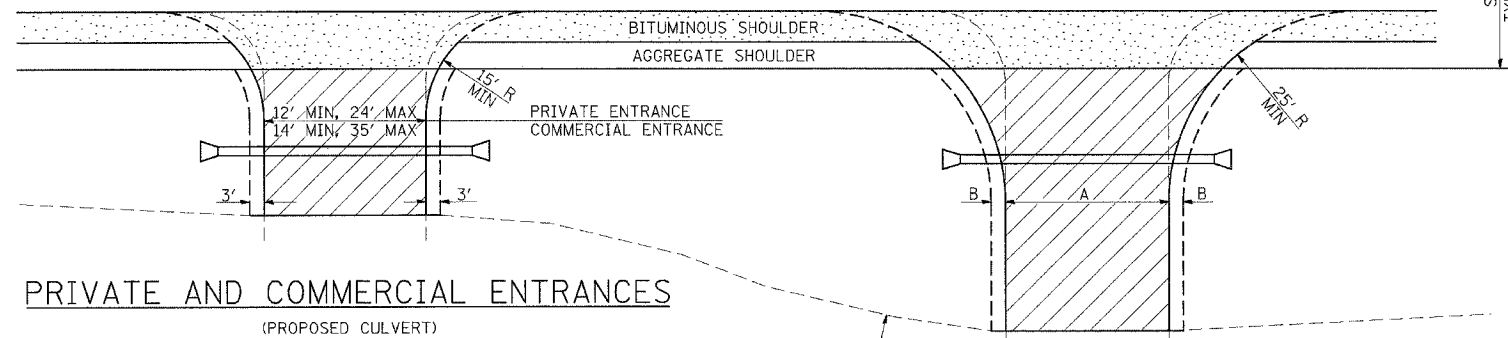 BITUMINOUS SHOULDER
AGGREGATE SHOULDER
15' R
MIN
12' MIN, 24' MAX
14' MIN, 35' MAX
PRIVATE ENTRANCE
COMMERCIAL ENTRANCE
3'
3'
PRIVATE AND COMMERCIAL ENTRANCES
(PROPOSED CULVERT)
25' R
MIN
B
A
B